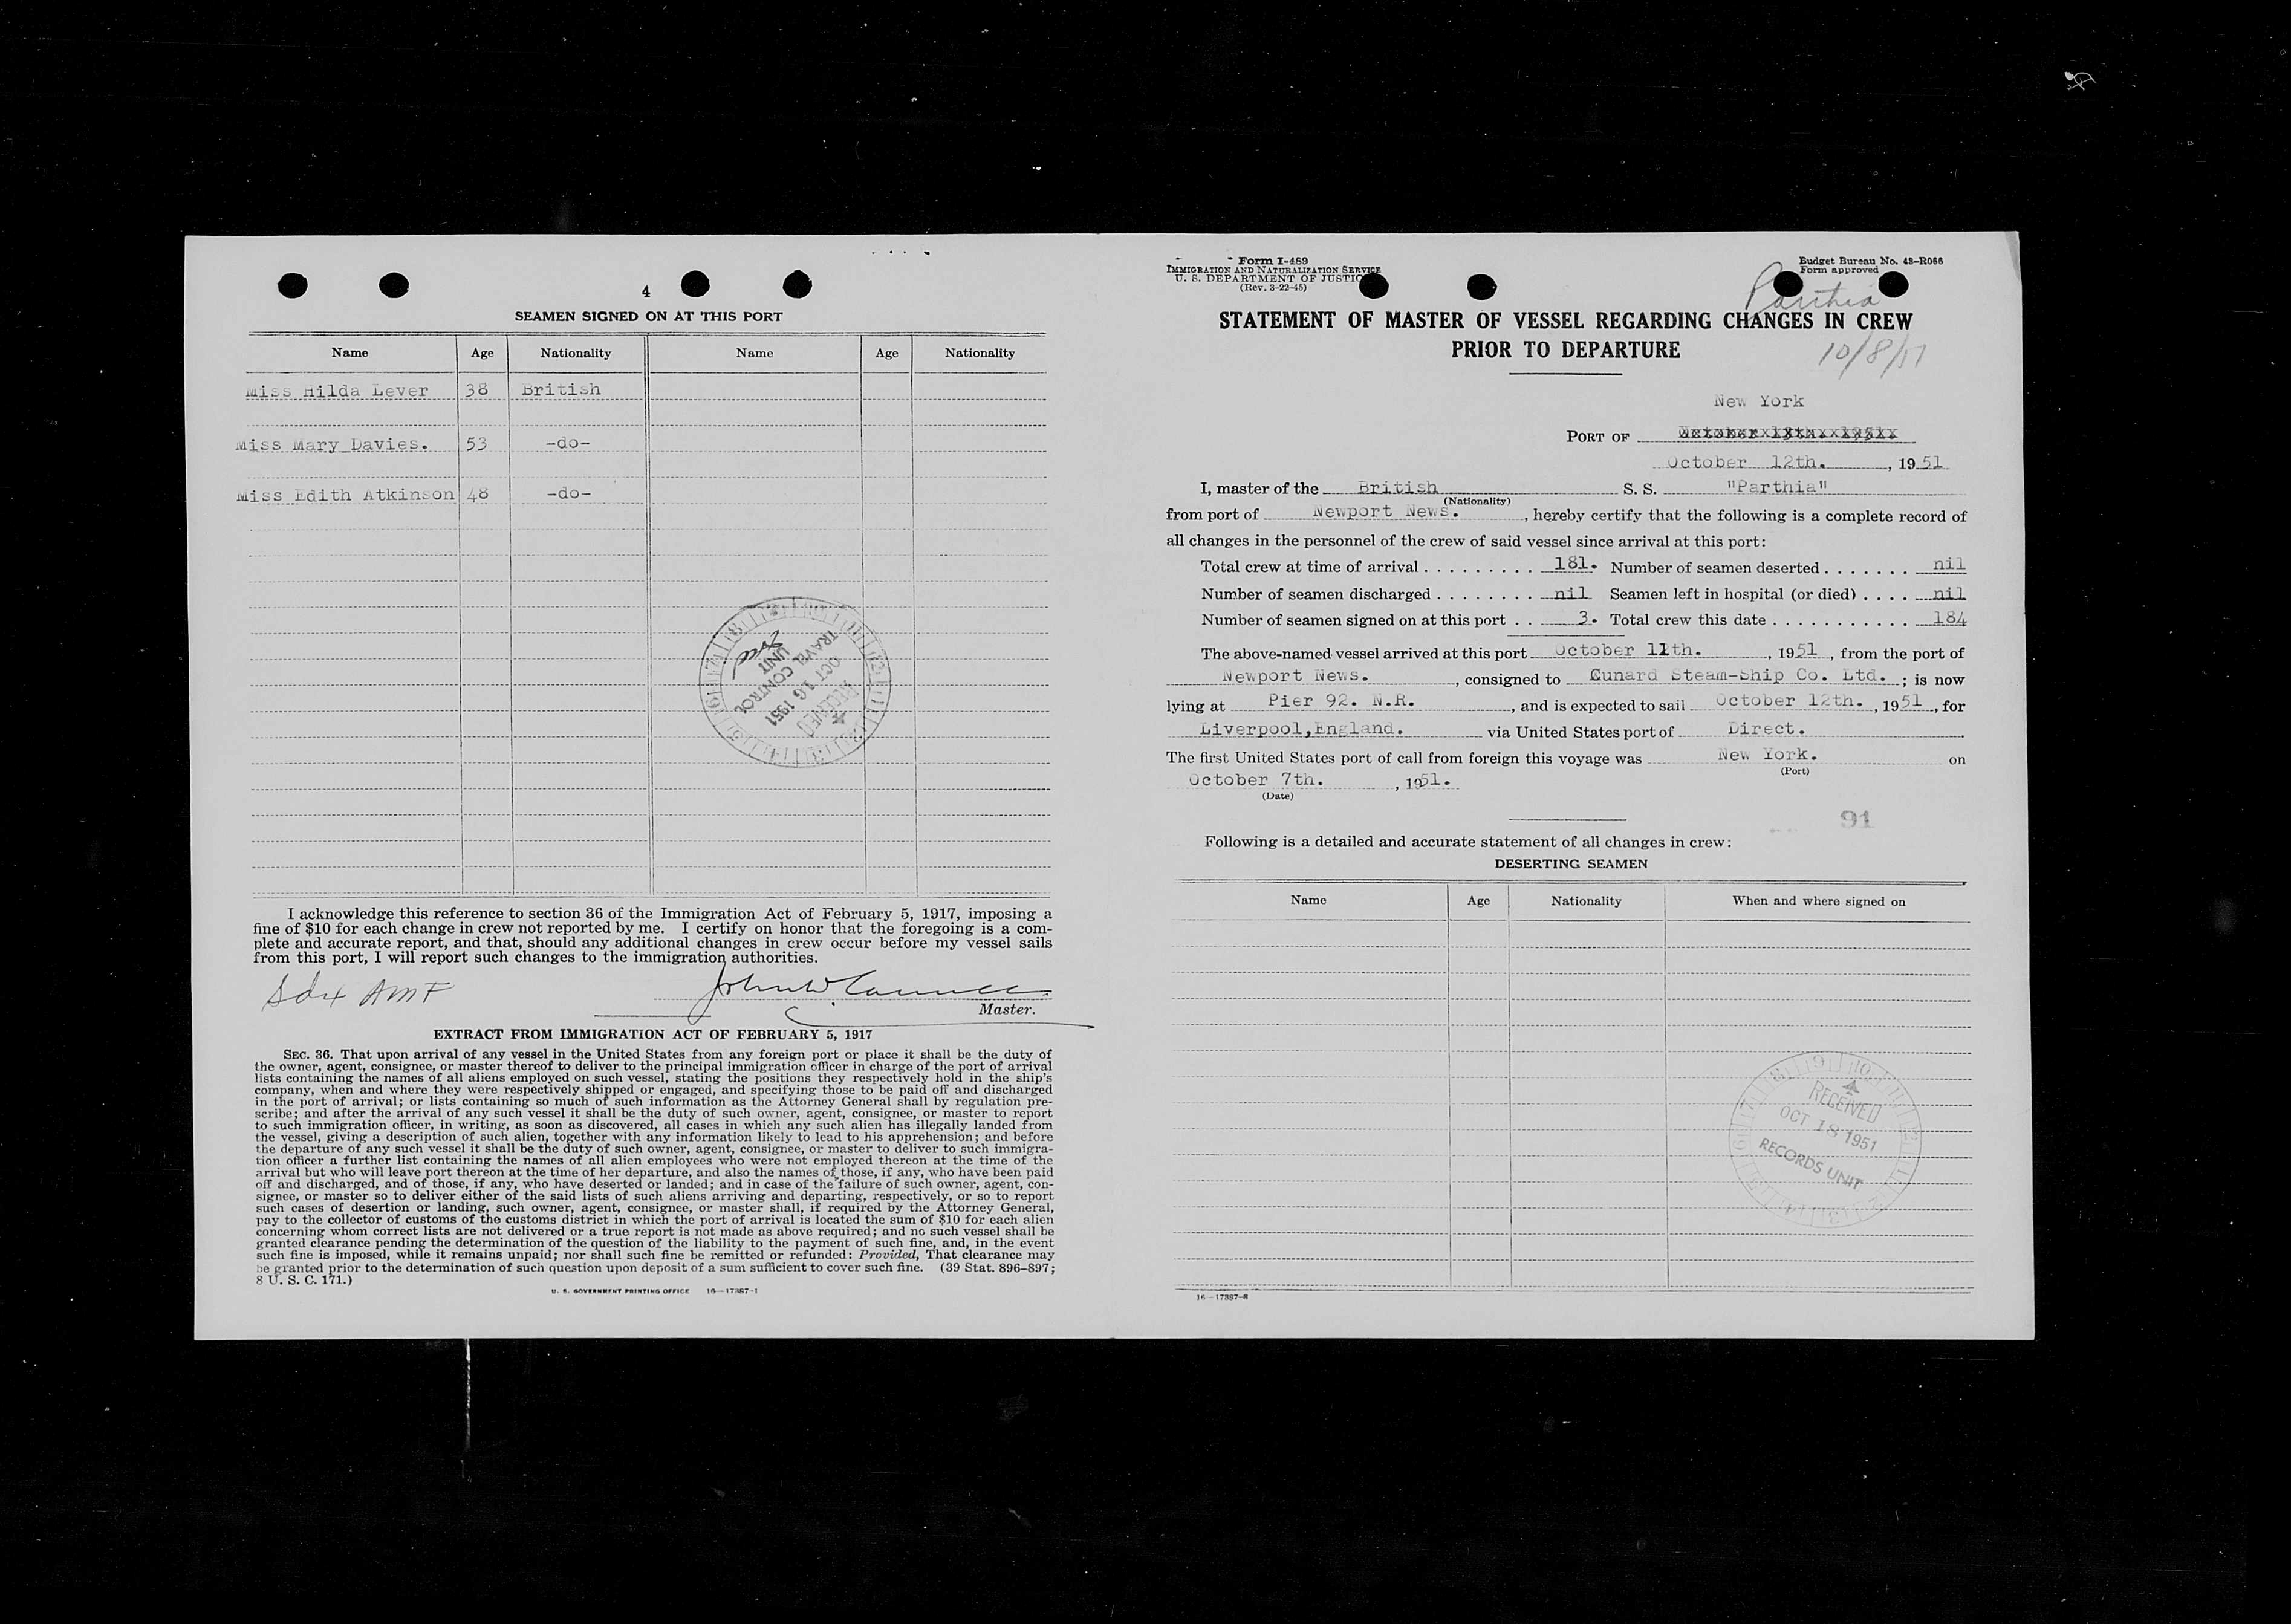 4
SEAMEN SIGNED ON AT THIS PORT
Name Age Nationality Name Age Nationality
Miss Hilda Lever 38 British
Miss Mary Davies. 53 -do-
Miss Edith Atkinson 48 -do-
RECEIVED
OCT 16 1951
TRAVEL CONTROL
UNIT
I acknowledge this reference to section 36 of the Immigration Act of February 5, 1917, imposing a
fine of $10 for each change in crew not reported by me. I certify on honor that the foregoing is a com-
plete and accurate report, and that, should any additional changes in crew occur before my vessel sails
from this port, I will report such changes to the immigration authorities.
Master.
EXTRACT FROM IMMIGRATION ACT OF FEBRUARY 5, 1917
SEC. 36. That upon arrival of any vessel in the United States from any foreign port or place it shall be the duty of
the owner, agent, consignee, or master thereof to deliver to the principal immigration officer in charge of the port of arrival
lists containing the names of all aliens employed on such vessel, stating the positions they respectively hold in the ship's
company, when and where they were respectively shipped or engaged, and specifying those to be paid off and discharged
in the port of arrival; or lists containing so much of such information as the Attorney General shall by regulation pre-
scribe; and after the arrival of any such vessel it shall be the duty of such owner, agent, consignee, or master to report
to such immigration officer, in writing, as soon as discovered, all cases in which any such alien has illegally landed from
the vessel, giving a description of such alien, together with any information likely to lead to his apprehension; and before
the departure of any such vessel it shall be the duty of such owner, agent, consignee, or master to deliver to such immigra-
tion officer a further list containing the names of all alien employees who were not employed thereon at the time of the
arrival but who will leave port thereon at the time of her departure, and also the names of those, if any, who have been paid
off and discharged, and of those, if any, who have deserted or landed; and in case of the failure of such owner, agent, con-
signee, or master so to deliver either of the said lists of such aliens arriving and departing, respectively, or so to report
such cases of desertion or landing, such owner, agent, consignee, or master shall, if required by the Attorney General,
pay to the collector of customs of the customs district in which the port of arrival is located the sum of $10 for each alien
concerning whom correct lists are not delivered or a true report is not made as above required; and no such vessel shall be
granted clearance pending the determination of the question of the liability to the payment of such fine, and, in the event
such fine is imposed, while it remains unpaid; nor shall such fine be remitted or refunded: Provided, That clearance may
be granted prior to the determination of such question upon deposit of a sum sufficient to cover such fine. (39 Stat. 896-897;
8 U. S. C. 171.)
U. S. GOVERNMENT PRINTING OFFICE 16—17387-1
Form I-489
IMMIGRATION AND NATURALIZATION SERVICE
U. S. DEPARTMENT OF JUSTICE
(Rev. 3-22-45)
Budget Bureau No. 43-R066
Form approved
Parthia
STATEMENT OF MASTER OF VESSEL REGARDING CHANGES IN CREW
PRIOR TO DEPARTURE
10/8/51
New York
PORT OF
October 12th. , 1951
I, master of the British S. S. "Parthia"
(Nationality)
from port of Newport News. , hereby certify that the following is a complete record of
all changes in the personnel of the crew of said vessel since arrival at this port:
Total crew at time of arrival . . . . . . . . . 181. Number of seamen deserted . . . . . . . nil
Number of seamen discharged . . . . . . . . nil Seamen left in hospital (or died) . . . . nil
Number of seamen signed on at this port . . 3. Total crew this date . . . . . . . . . . . 184
The above-named vessel arrived at this port October 11th. , 1951 , from the port of
Newport News. , consigned to Cunard Steam-Ship Co. Ltd. ; is now
lying at Pier 92. N.R. , and is expected to sail October 12th. , 1951 , for
Liverpool,England. via United States port of Direct.
The first United States port of call from foreign this voyage was New York. on
(Port)
October 7th. , 1951.
(Date)
91
Following is a detailed and accurate statement of all changes in crew:
DESERTING SEAMEN
Name Age Nationality When and where signed on
RECEIVED
OCT 18 1951
RECORDS UNIT
16—17387-1